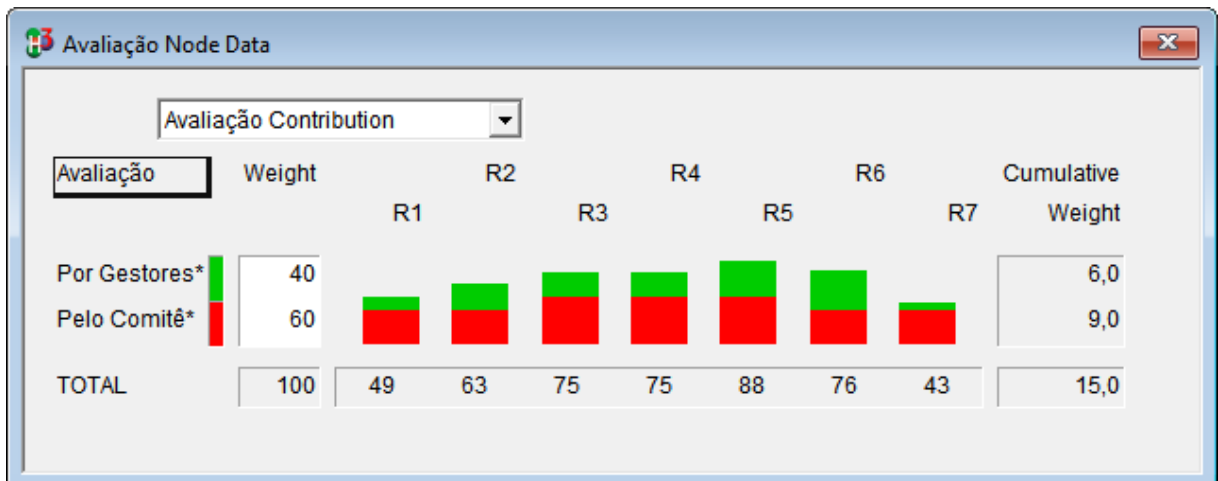 Avaliação Node Data
Avaliação Contribution
Avaliação Weight R2 R4 R6 Cumulative
R1 R3 R5 R7 Weight
Por Gestores* 40 6,0
Pelo Comitê* 60 9,0
TOTAL 100 49 63 75 75 88 76 43 15,0